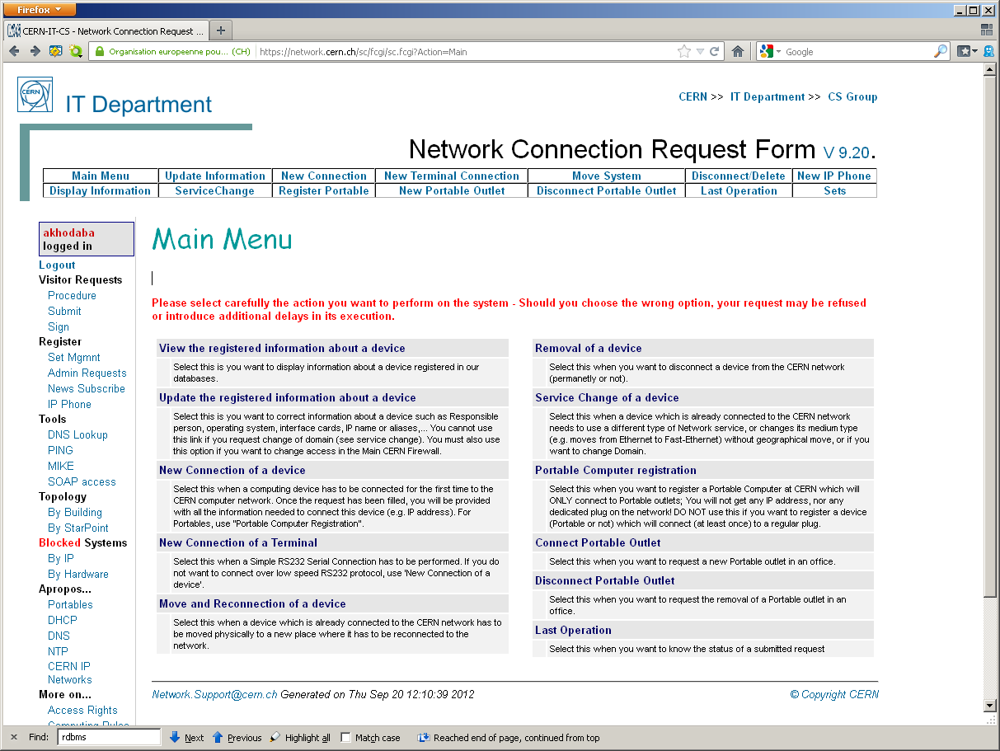 Firefox
CERN-IT-CS - Network Connection Request ...
Organisation europeenne pou... (CH)
https://network.cern.ch/sc/fcgi/sc.fcgi?Action=Main
Google
CERN
IT Department
CERN >> IT Department >> CS Group
Network Connection Request Form V 9.20.
Main Menu Update Information New Connection New Terminal Connection Move System Disconnect/Delete New IP Phone
Display Information ServiceChange Register Portable New Portable Outlet Disconnect Portable Outlet Last Operation Sets
akhodaba
logged in
Logout
Visitor Requests
Procedure
Submit
Sign
Register
Set Mgmt
Admin Requests
News Subscribe
IP Phone
Tools
DNS Lookup
PING
MIKE
SOAP access
Topology
By Building
By StarPoint
Blocked Systems
By IP
By Hardware
Apropos...
Portables
DHCP
DNS
NTP
CERN IP
Networks
More on...
Access Rights
Computing Rules
Main Menu
Please select carefully the action you want to perform on the system - Should you choose the wrong option, your request may be refused
or introduce additional delays in its execution.
View the registered information about a device
Select this is you want to display information about a device registered in our
databases.
Update the registered information about a device
Select this is you want to correct information about a device such as Responsible
person, operating system, interface cards, IP name or aliases,... You cannot use
this link if you request change of domain (see service change). You must also use
this option if you want to change access in the Main CERN Firewall.
New Connection of a device
Select this when a computing device has to be connected for the first time to the
CERN computer network. Once the request has been filled, you will be provided
with all the information needed to connect this device (e.g. IP address). For
Portables, use "Portable Computer Registration".
New Connection of a Terminal
Select this when a Simple RS232 Serial Connection has to be performed. If you do
not want to connect over low speed RS232 protocol, use 'New Connection of a
device'.
Move and Reconnection of a device
Select this when a device which is already connected to the CERN network has to
be moved physically to a new place where it has to be reconnected to the
network.
Removal of a device
Select this when you want to disconnect a device from the CERN network
(permanetly or not).
Service Change of a device
Select this when a device which is already connected to the CERN network
needs to use a different type of Network service, or changes its medium type
(e.g. moves from Ethernet to Fast-Ethernet) without geographical move, or if you
want to change Domain.
Portable Computer registration
Select this when you want to register a Portable Computer at CERN which will
ONLY connect to Portable outlets; You will not get any IP address, nor any
dedicated plug on the network! DO NOT use this if you want to register a device
(Portable or not) which will connect (at least once) to a regular plug.
Connect Portable Outlet
Select this when you want to request a new Portable outlet in an office.
Disconnect Portable Outlet
Select this when you want to request the removal of a Portable outlet in an
office.
Last Operation
Select this when you want to know the status of a submitted request
Network.Support@cern.ch Generated on Thu Sep 20 12:10:39 2012
© Copyright CERN
Find: rdbms Next Previous Highlight all Match case Reached end of page, continued from top